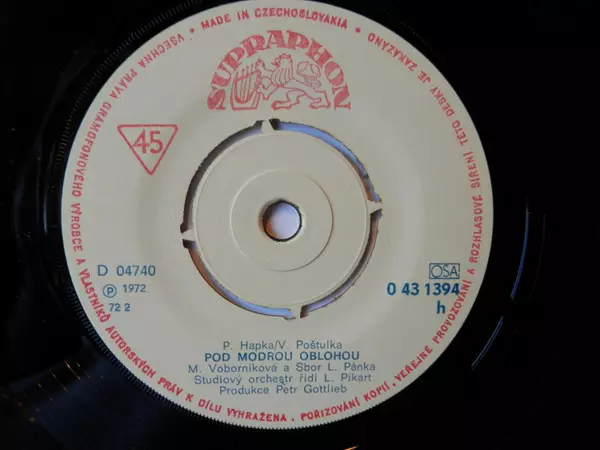 MADE IN CZECHOSLOVAKIA • VŠECHNA PRÁVA GRAMOFONOVÉHO VÝROBCE A VLASTNÍKŮ AUTORSKÝCH PRÁV K DÍLU VYHRAŽENA. POŘIZOVÁNÍ KOPIÍ, VEŘEJNÉ PROVOZOVÁNÍ A ROZHLASOVÉ ŠÍŘENÍ TÉTO DESKY JE ZAKÁZÁNO
SUPRAPHON
45
D 04740
℗ 1972
72 2
OSA
0 43 1394
h
P. Hapka/V. Poštulka
POD MODROU OBLOHOU
M. Voborníková a Sbor L. Pánka
Studiový orchestr řídí L. Pikart
Produkce Petr Gottlieb